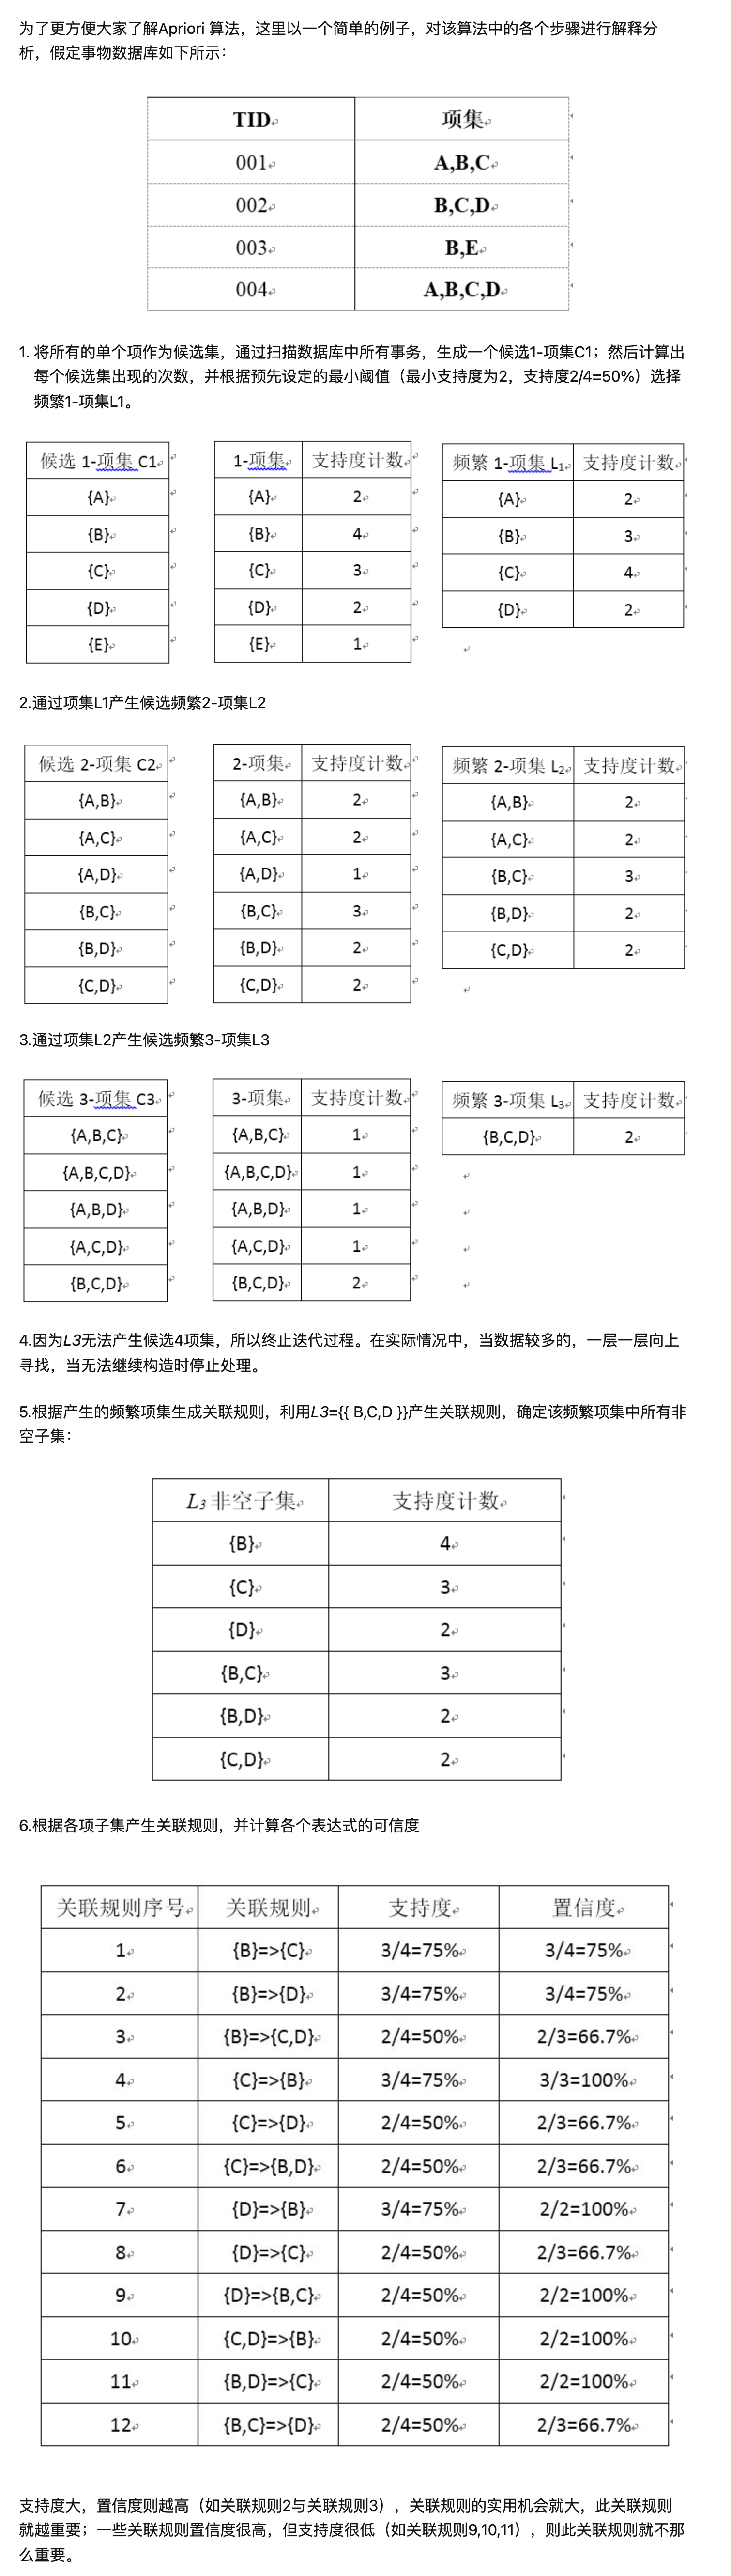 为了更方便大家了解Apriori 算法，这里以一个简单的例子，对该算法中的各个步骤进行解释分
析，假定事物数据库如下所示：
TID 项集
001 A,B,C
002 B,C,D
003 B,E
004 A,B,C,D
1. 将所有的单个项作为候选集，通过扫描数据库中所有事务，生成一个候选1-项集C1；然后计算出
每个候选集出现的次数，并根据预先设定的最小阈值（最小支持度为2，支持度2/4=50%）选择
频繁1-项集L1。
候选 1-项集 C1
{A}
{B}
{C}
{D}
{E}
1-项集 支持度计数
{A} 2
{B} 4
{C} 3
{D} 2
{E} 1
频繁 1-项集 L1 支持度计数
{A} 2
{B} 3
{C} 4
{D} 2
2.通过项集L1产生候选频繁2-项集L2
候选 2-项集 C2
{A,B}
{A,C}
{A,D}
{B,C}
{B,D}
{C,D}
2-项集 支持度计数
{A,B} 2
{A,C} 2
{A,D} 1
{B,C} 3
{B,D} 2
{C,D} 2
频繁 2-项集 L2 支持度计数
{A,B} 2
{A,C} 2
{B,C} 3
{B,D} 2
{C,D} 2
3.通过项集L2产生候选频繁3-项集L3
候选 3-项集 C3
{A,B,C}
{A,B,C,D}
{A,B,D}
{A,C,D}
{B,C,D}
3-项集 支持度计数
{A,B,C} 1
{A,B,C,D} 1
{A,B,D} 1
{A,C,D} 1
{B,C,D} 2
频繁 3-项集 L3 支持度计数
{B,C,D} 2
4.因为L3无法产生候选4项集，所以终止迭代过程。在实际情况中，当数据较多的，一层一层向上
寻找，当无法继续构造时停止处理。
5.根据产生的频繁项集生成关联规则，利用L3={{ B,C,D }}产生关联规则，确定该频繁项集中所有非
空子集：
L3 非空子集 支持度计数
{B} 4
{C} 3
{D} 2
{B,C} 3
{B,D} 2
{C,D} 2
6.根据各项子集产生关联规则，并计算各个表达式的可信度
关联规则序号 关联规则 支持度 置信度
1 {B}=>{C} 3/4=75% 3/4=75%
2 {B}=>{D} 3/4=75% 3/4=75%
3 {B}=>{C,D} 2/4=50% 2/3=66.7%
4 {C}=>{B} 3/4=75% 3/3=100%
5 {C}=>{D} 2/4=50% 2/3=66.7%
6 {C}=>{B,D} 2/4=50% 2/3=66.7%
7 {D}=>{B} 3/4=75% 2/2=100%
8 {D}=>{C} 2/4=50% 2/3=66.7%
9 {D}=>{B,C} 2/4=50% 2/2=100%
10 {C,D}=>{B} 2/4=50% 2/2=100%
11 {B,D}=>{C} 2/4=50% 2/2=100%
12 {B,C}=>{D} 2/4=50% 2/3=66.7%
支持度大，置信度则越高（如关联规则2与关联规则3），关联规则的实用机会就大，此关联规则
就越重要；一些关联规则置信度很高，但支持度很低（如关联规则9,10,11），则此关联规则就不那
么重要。